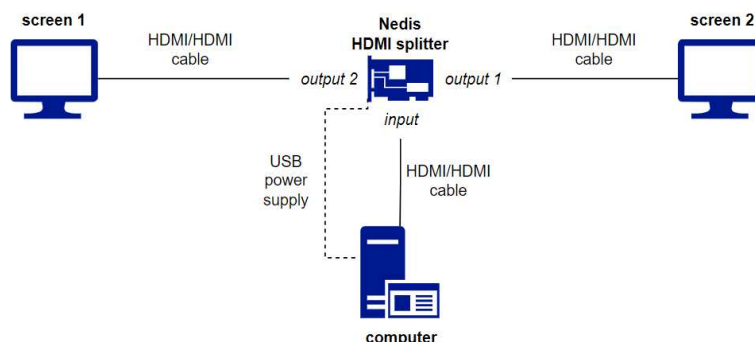 screen 1
Nedis
HDMI splitter
screen 2
HDMI/HDMI
cable
HDMI/HDMI
cable
output 2
output 1
input
USB
power
supply
HDMI/HDMI
cable
computer